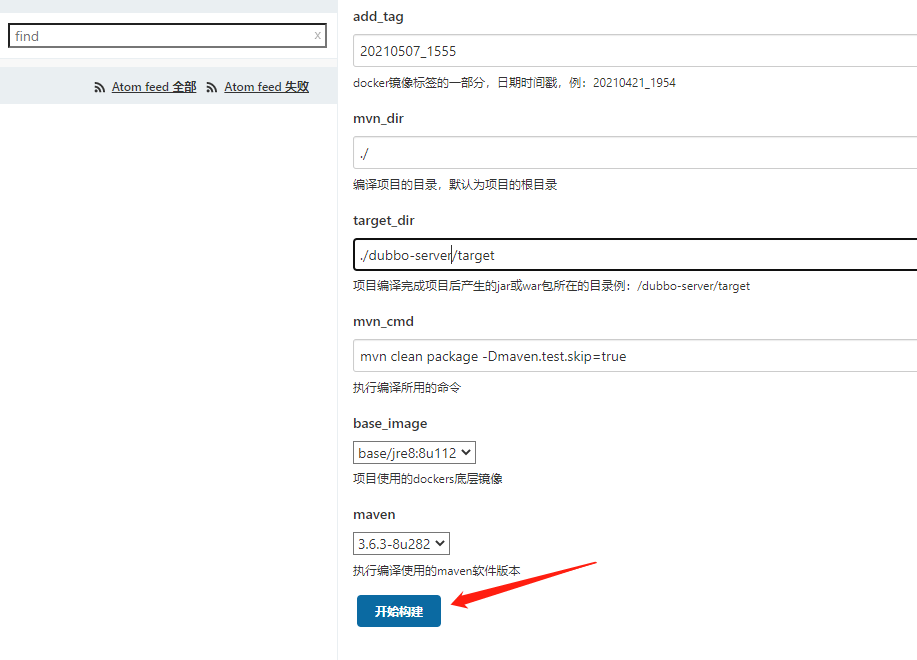 find x
Atom feed 全部 Atom feed 失败
add_tag
20210507_1555
docker镜像标签的一部分，日期时间戳，例：20210421_1954
mvn_dir
./
编译项目的目录，默认为项目的根目录
target_dir
./dubbo-server/target
项目编译完成项目后产生的jar或war包所在的目录例：/dubbo-server/target
mvn_cmd
mvn clean package -Dmaven.test.skip=true
执行编译所用的命令
base_image
base/jre8:8u112
项目使用的dockers底层镜像
maven
3.6.3-8u282
执行编译使用的maven软件版本
开始构建